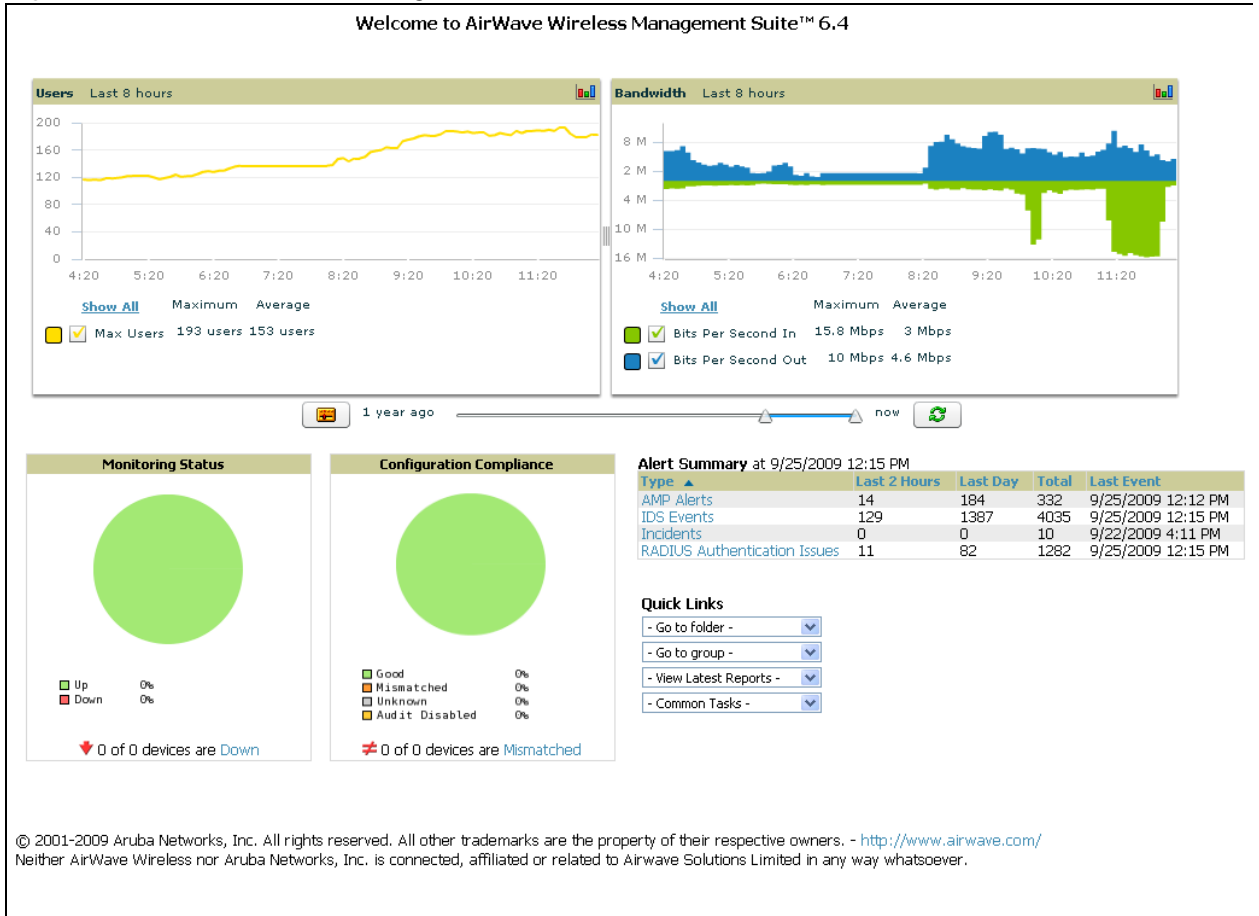 Welcome to AirWave Wireless Management Suite™ 6.4
Users Last 8 hours
200
160
120
80
40
0
4:20 5:20 6:20 7:20 8:20 9:20 10:20 11:20
Show All Maximum Average
Max Users 193 users 153 users
Bandwidth Last 8 hours
8 M
2 M
4 M
10 M
16 M
4:20 5:20 6:20 7:20 8:20 9:20 10:20 11:20
Show All Maximum Average
Bits Per Second In 15.8 Mbps 3 Mbps
Bits Per Second Out 10 Mbps 4.6 Mbps
1 year ago now
Monitoring Status
Up 0%
Down 0%
0 of 0 devices are Down
Configuration Compliance
Good 0%
Mismatched 0%
Unknown 0%
Audit Disabled 0%
0 of 0 devices are Mismatched
Alert Summary at 9/25/2009 12:15 PM
Type Last 2 Hours Last Day Total Last Event
AMP Alerts 14 184 332 9/25/2009 12:12 PM
IDS Events 129 1387 4035 9/25/2009 12:15 PM
Incidents 0 0 10 9/22/2009 4:11 PM
RADIUS Authentication Issues 11 82 1282 9/25/2009 12:15 PM
Quick Links
- Go to folder -
- Go to group -
- View Latest Reports -
- Common Tasks -
© 2001-2009 Aruba Networks, Inc. All rights reserved. All other trademarks are the property of their respective owners. - http://www.airwave.com/
Neither AirWave Wireless nor Aruba Networks, Inc. is connected, affiliated or related to Airwave Solutions Limited in any way whatsoever.